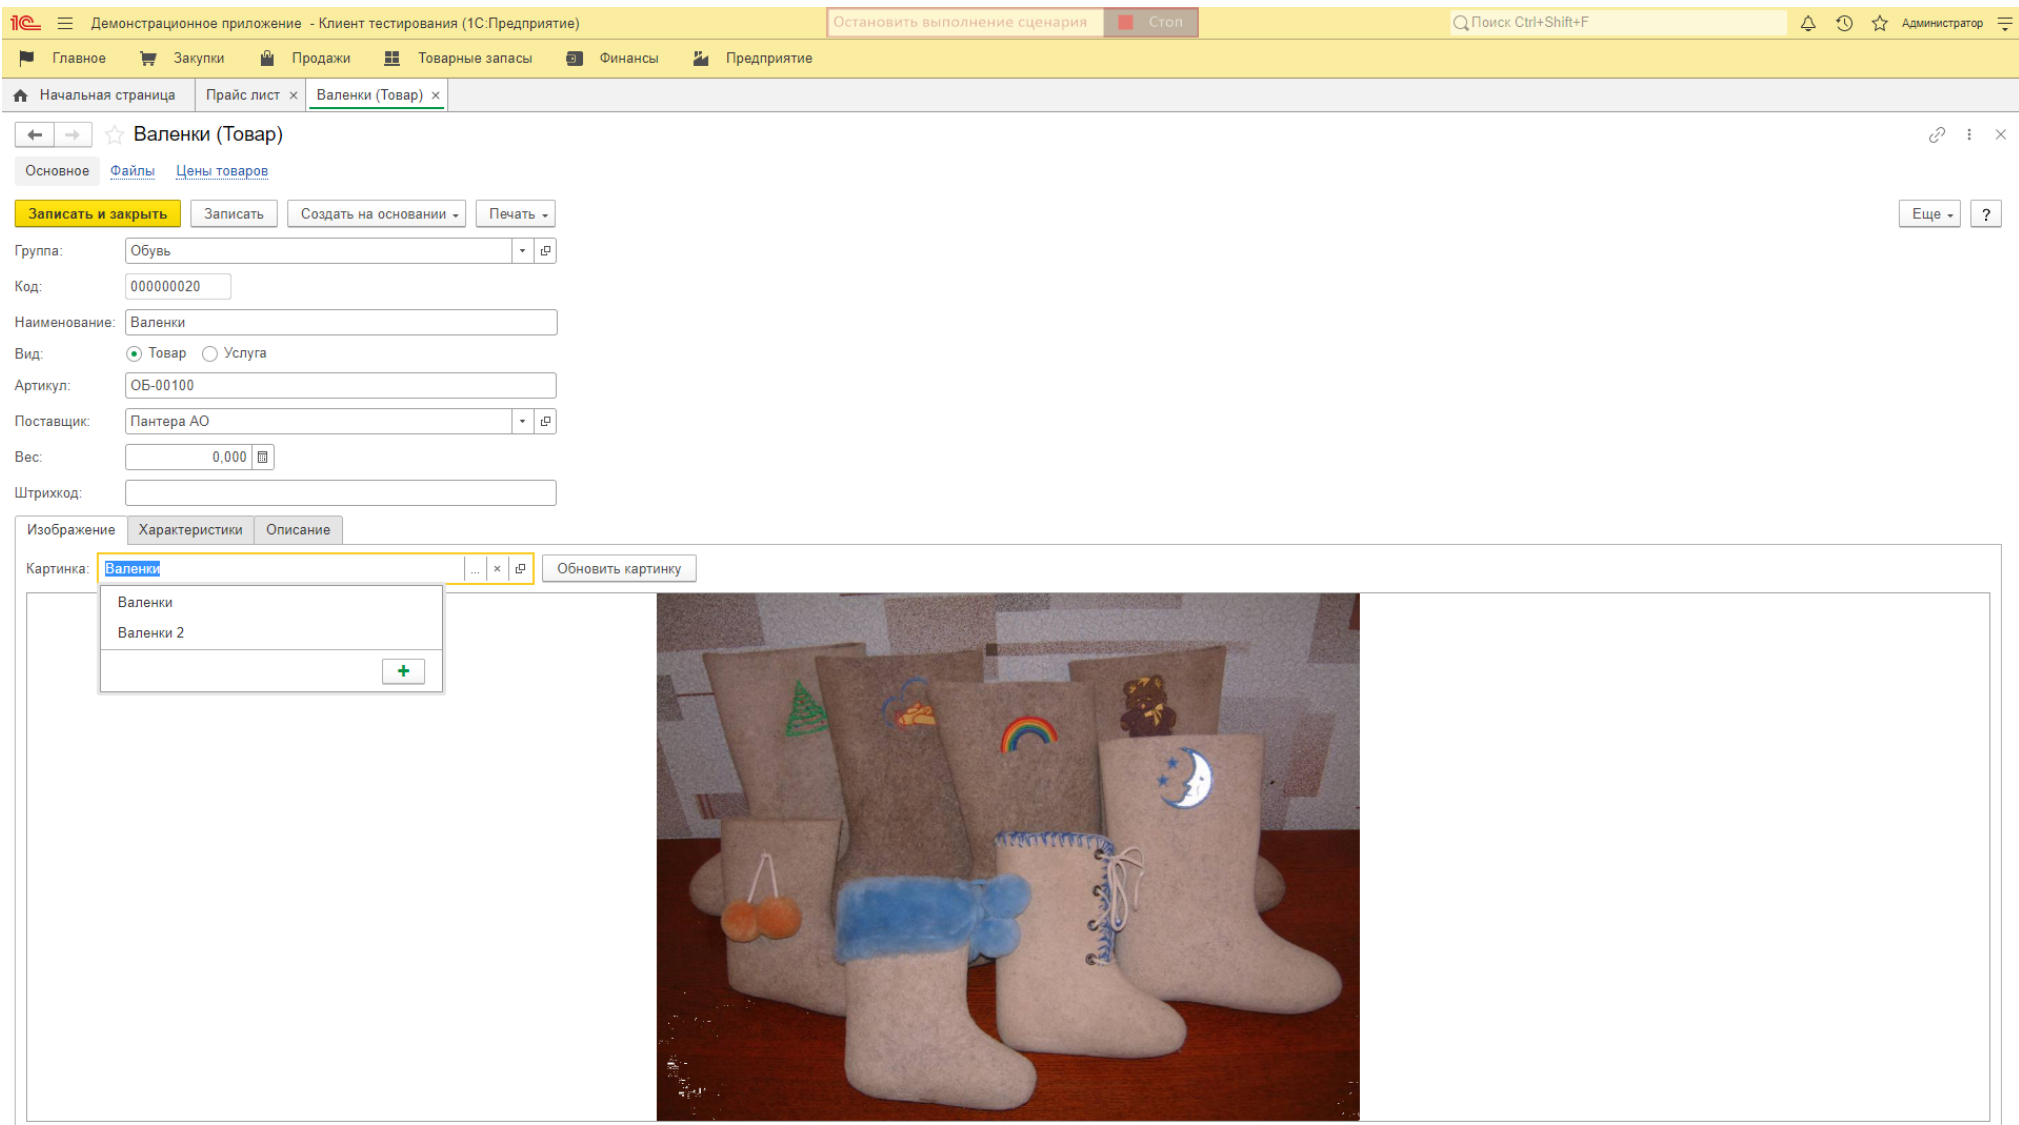 1С Демонстрационное приложение - Клиент тестирования (1С:Предприятие) Остановить выполнение сценария Стоп Поиск Ctrl+Shift+F Администратор
Главное Закупки Продажи Товарные запасы Финансы Предприятие
Начальная страница Прайс лист × Валенки (Товар) ×
Валенки (Товар)
Основное Файлы Цены товаров
Записать и закрыть Записать Создать на основании Печать Еще ?
Группа: Обувь
Код: 000000020
Наименование: Валенки
Вид: Товар Услуга
Артикул: ОБ-00100
Поставщик: Пантера АО
Вес: 0,000
Штрихкод:
Изображение Характеристики Описание
Картинка: Валенки ... × Обновить картинку
Валенки
Валенки 2